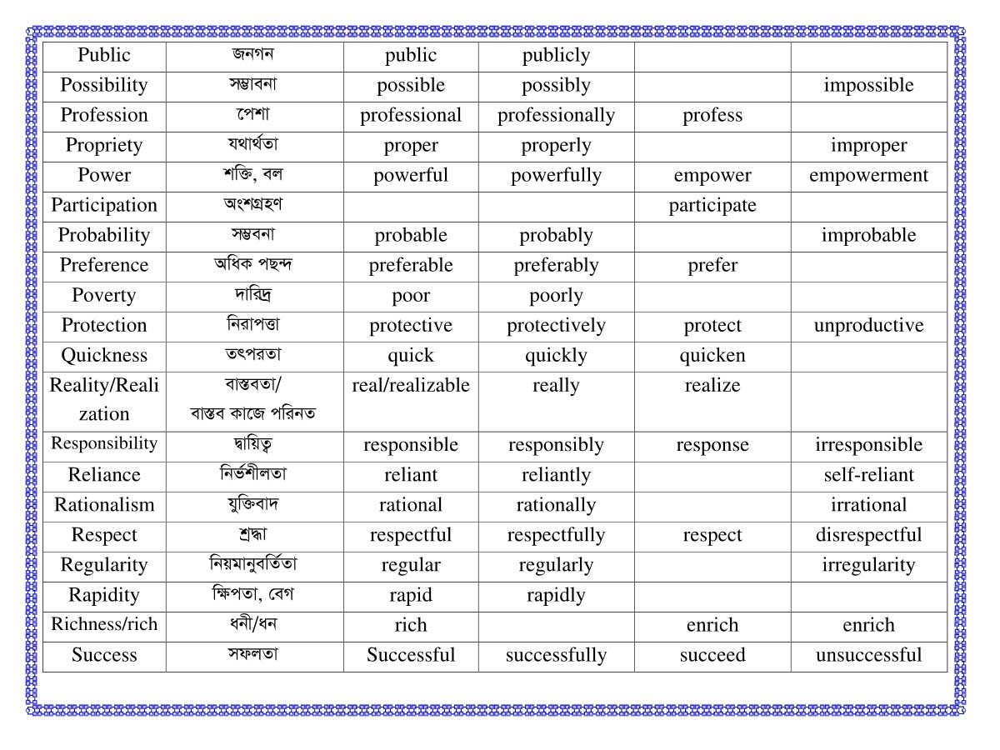 Public জনগন public publicly
Possibility সম্ভাবনা possible possibly impossible
Profession পেশা professional professionally profess
Propriety যথার্থতা proper properly improper
Power শক্তি, বল powerful powerfully empower empowerment
Participation অংশগ্রহণ participate
Probability সম্ভবনা probable probably improbable
Preference অধিক পছন্দ preferable preferably prefer
Poverty দারিদ্র poor poorly
Protection নিরাপত্তা protective protectively protect unproductive
Quickness তৎপরতা quick quickly quicken
Reality/Reali বাস্তবতা/ real/realizable really realize
zation বাস্তব কাজে পরিনত
Responsibility দ্বায়িত্ব responsible responsibly response irresponsible
Reliance নির্ভশীলতা reliant reliantly self-reliant
Rationalism যুক্তিবাদ rational rationally irrational
Respect শ্রদ্ধা respectful respectfully respect disrespectful
Regularity নিয়মানুবর্তিতা regular regularly irregularity
Rapidity ক্ষিপতা, বেগ rapid rapidly
Richness/rich ধনী/ধন rich enrich enrich
Success সফলতা Successful successfully succeed unsuccessful